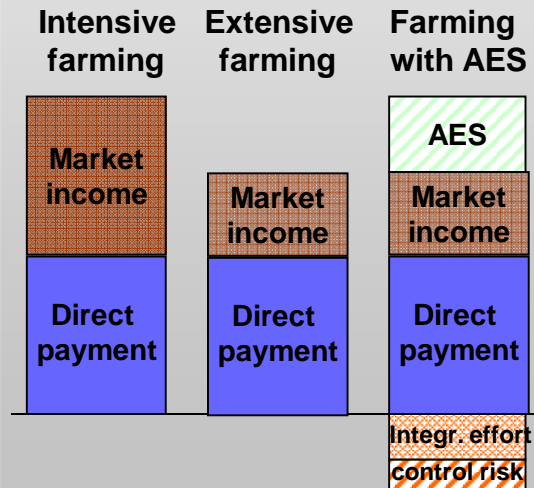 Intensive
farming
Extensive
farming
Farming
with AES
Market
income
Direct
payment
Market
income
Direct
payment
AES
Market
income
Direct
payment
Integr. effort
control risk